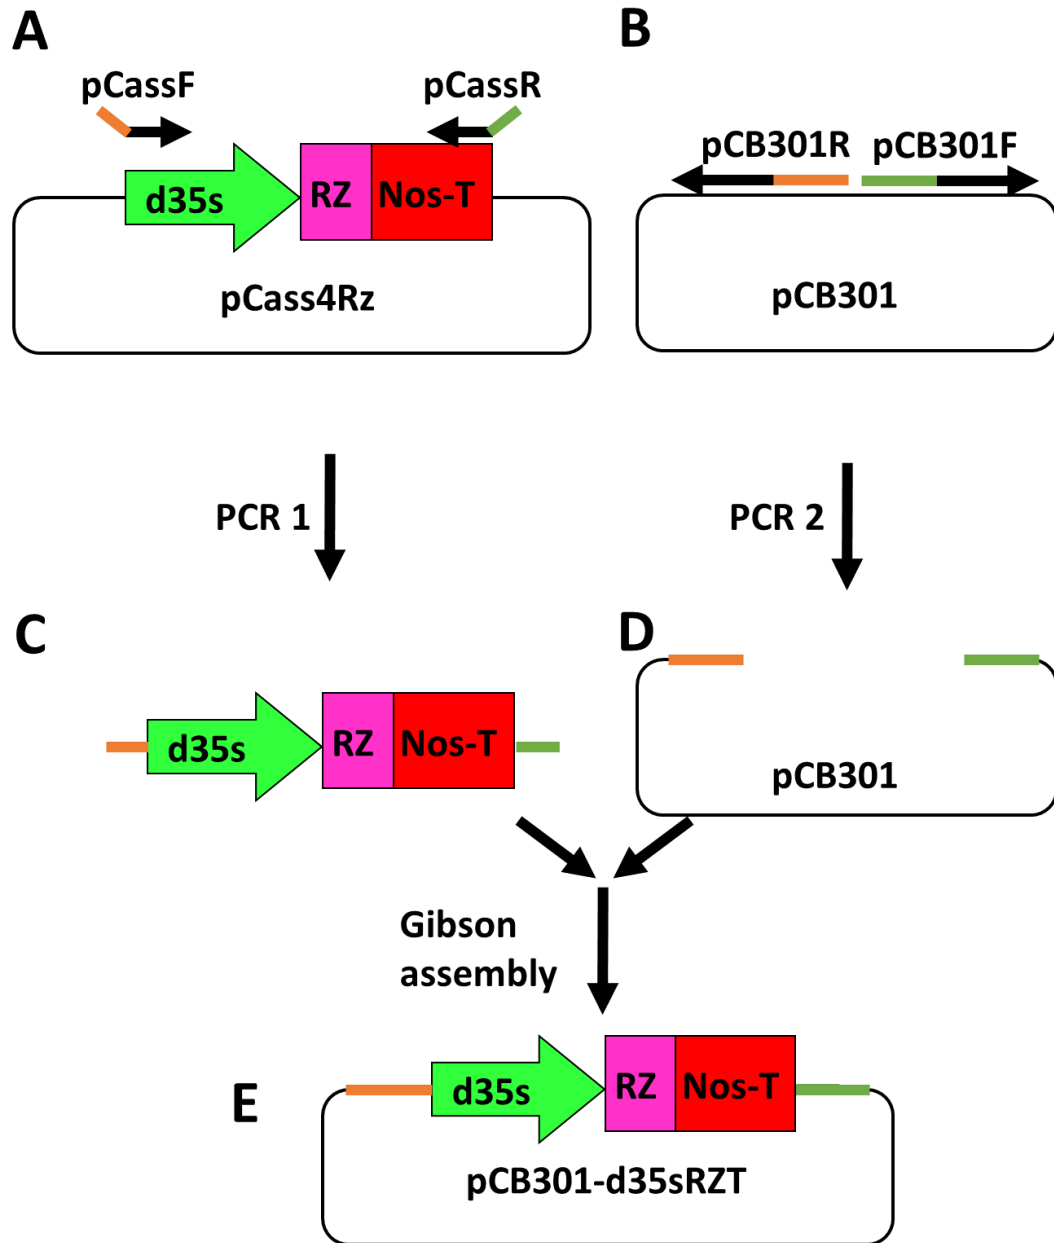 A
B
pCassF
pCassR
pCB301R
pCB301F
d35s
RZ
Nos-T
pCass4Rz
pCB301
PCR 1
PCR 2
C
D
d35s
RZ
Nos-T
pCB301
Gibson
assembly
E
d35s
RZ
Nos-T
pCB301-d35sRZT